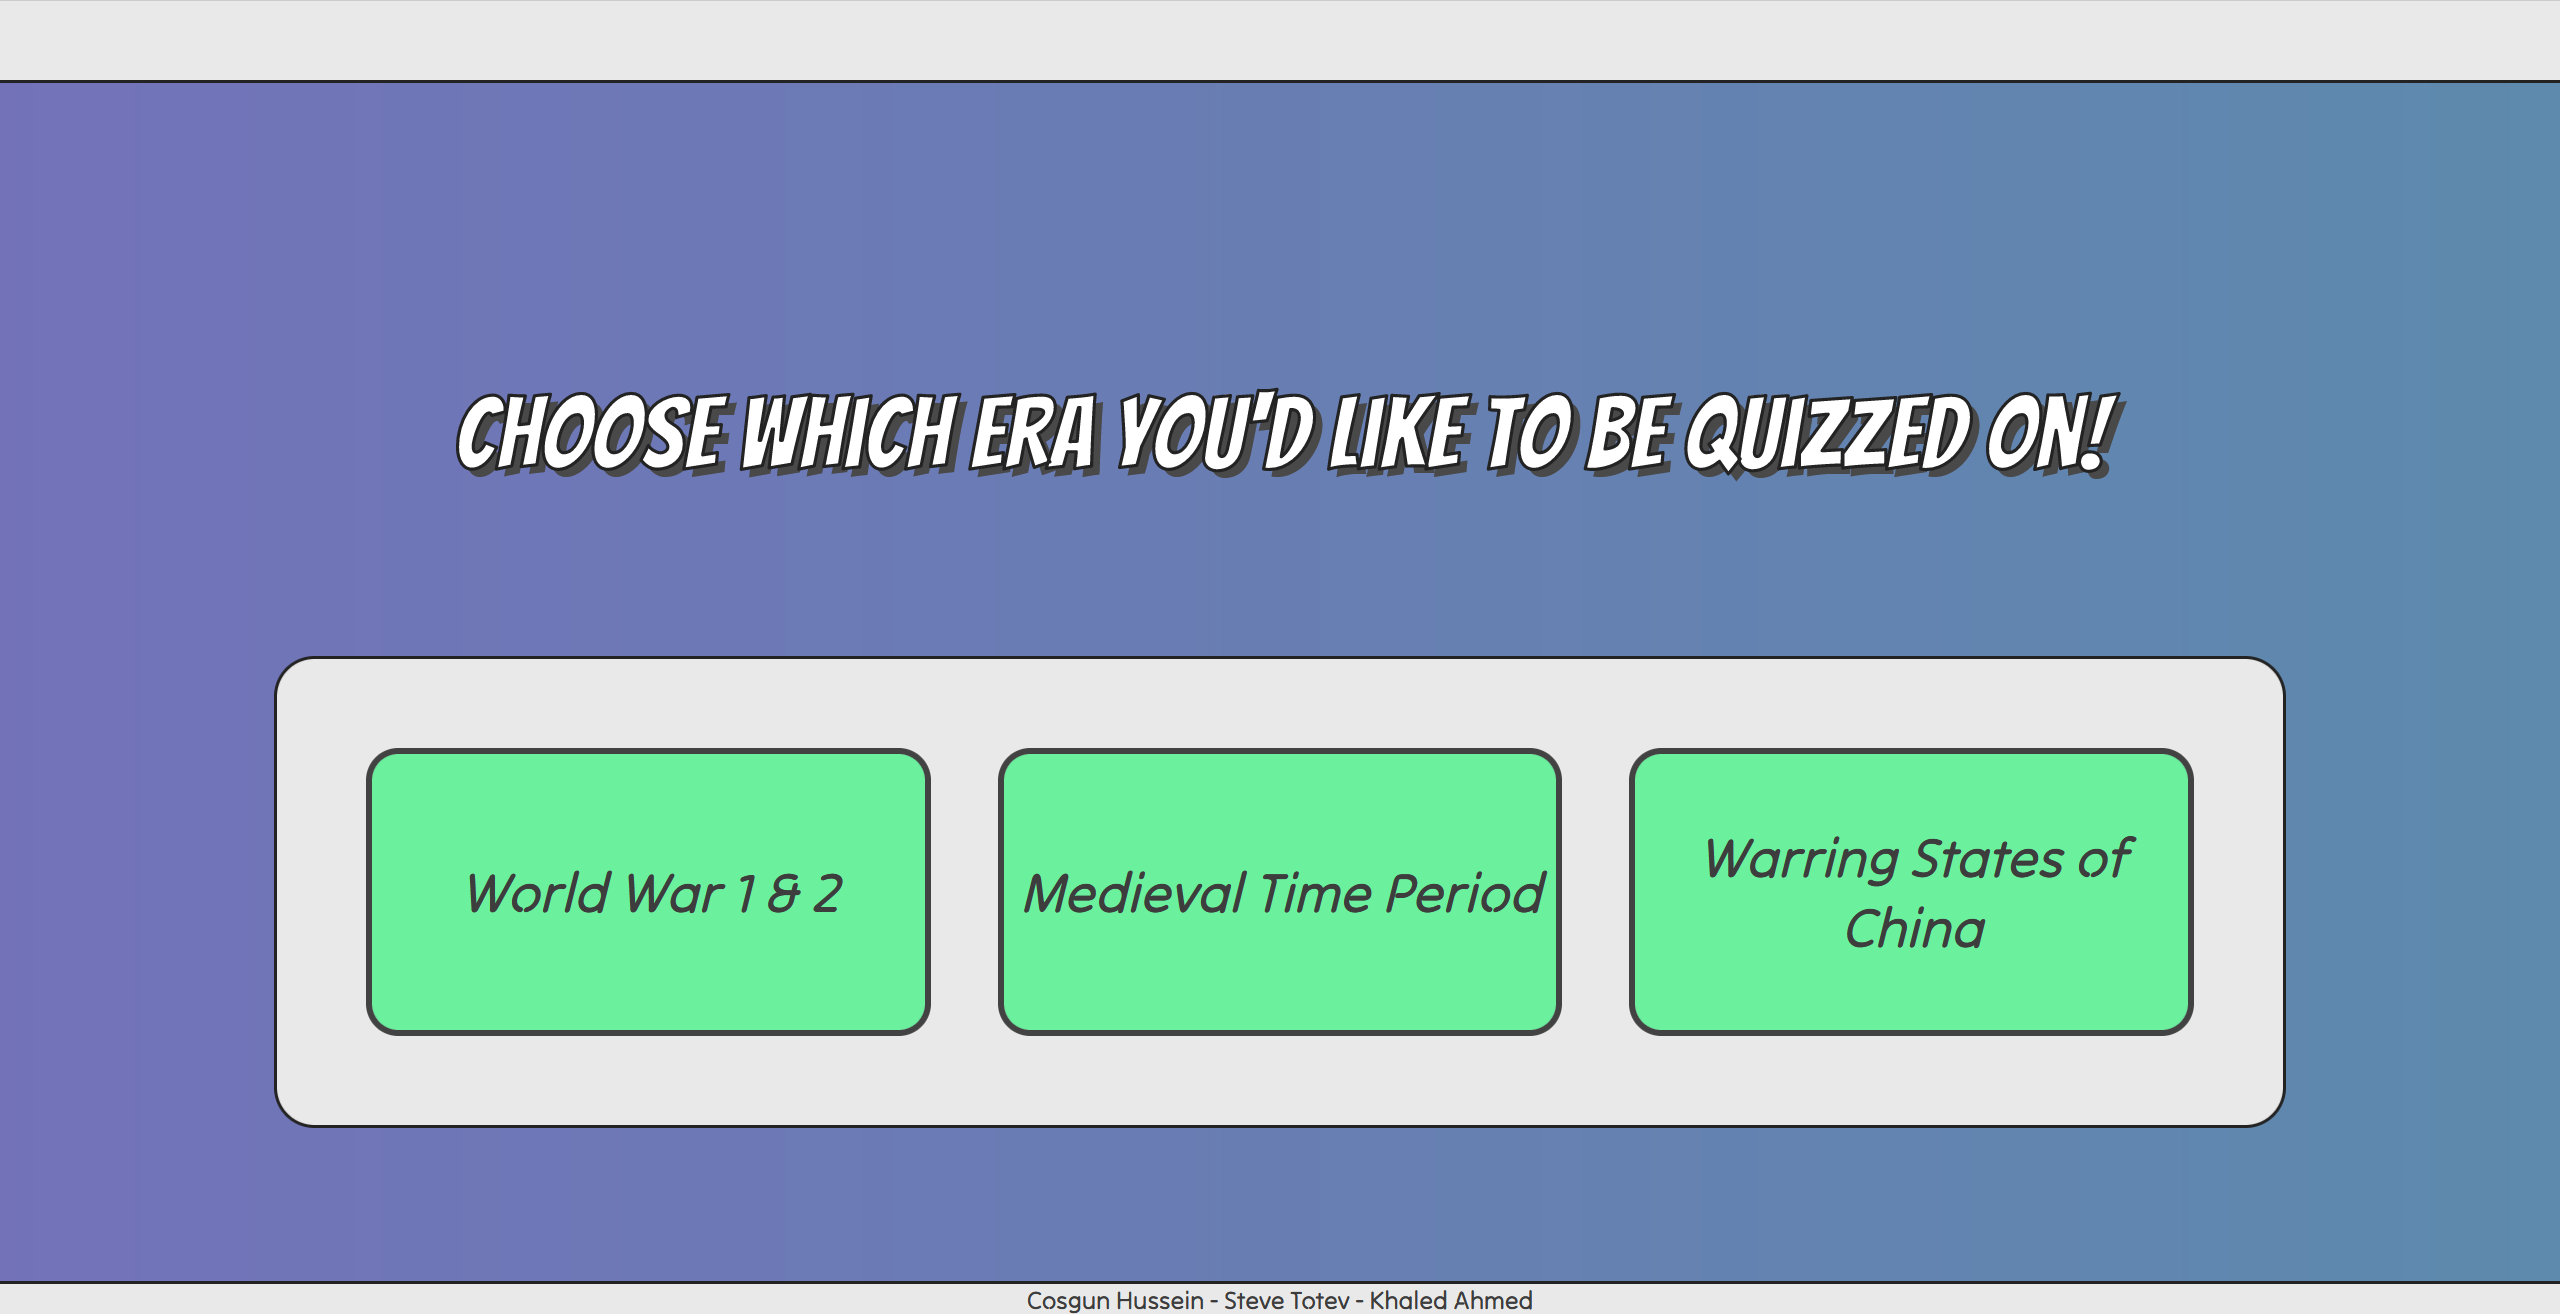 CHOOSE WHICH ERA YOU'D LIKE TO BE QUIZZED ON!
World War 1 & 2
Medieval Time Period
Warring States of
China
Cosgun Hussein - Steve Totev - Khaled Ahmed